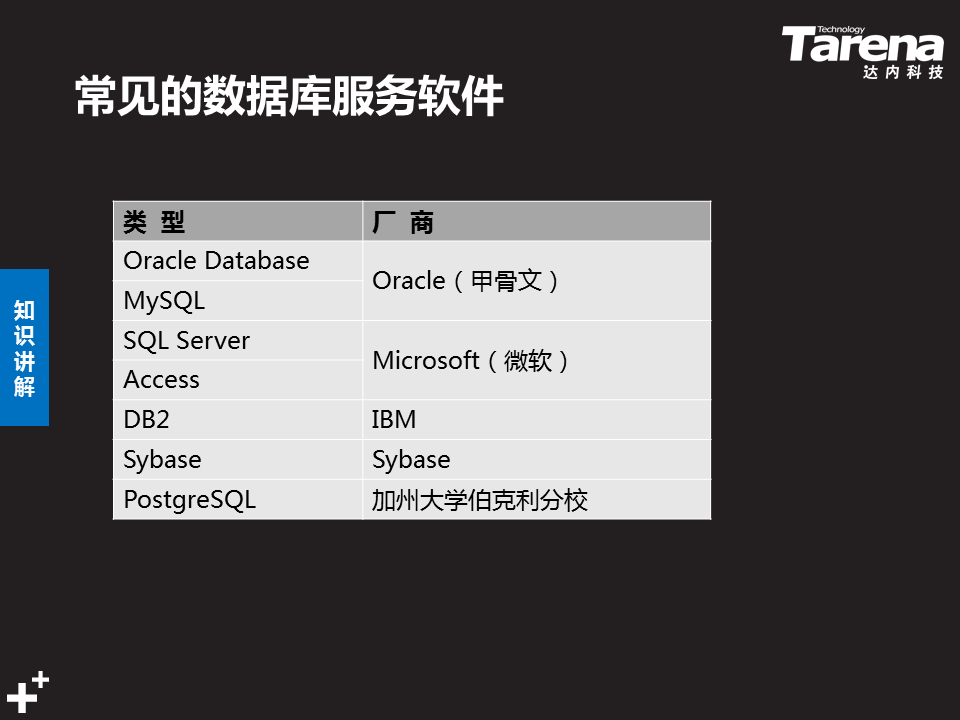 Technology
Tarena
达内科技
常见的数据库服务软件
类 型 厂 商
Oracle Database
Oracle（甲骨文）
MySQL
SQL Server
Microsoft（微软）
Access
DB2 IBM
Sybase Sybase
PostgreSQL 加州大学伯克利分校
知
识
讲
解